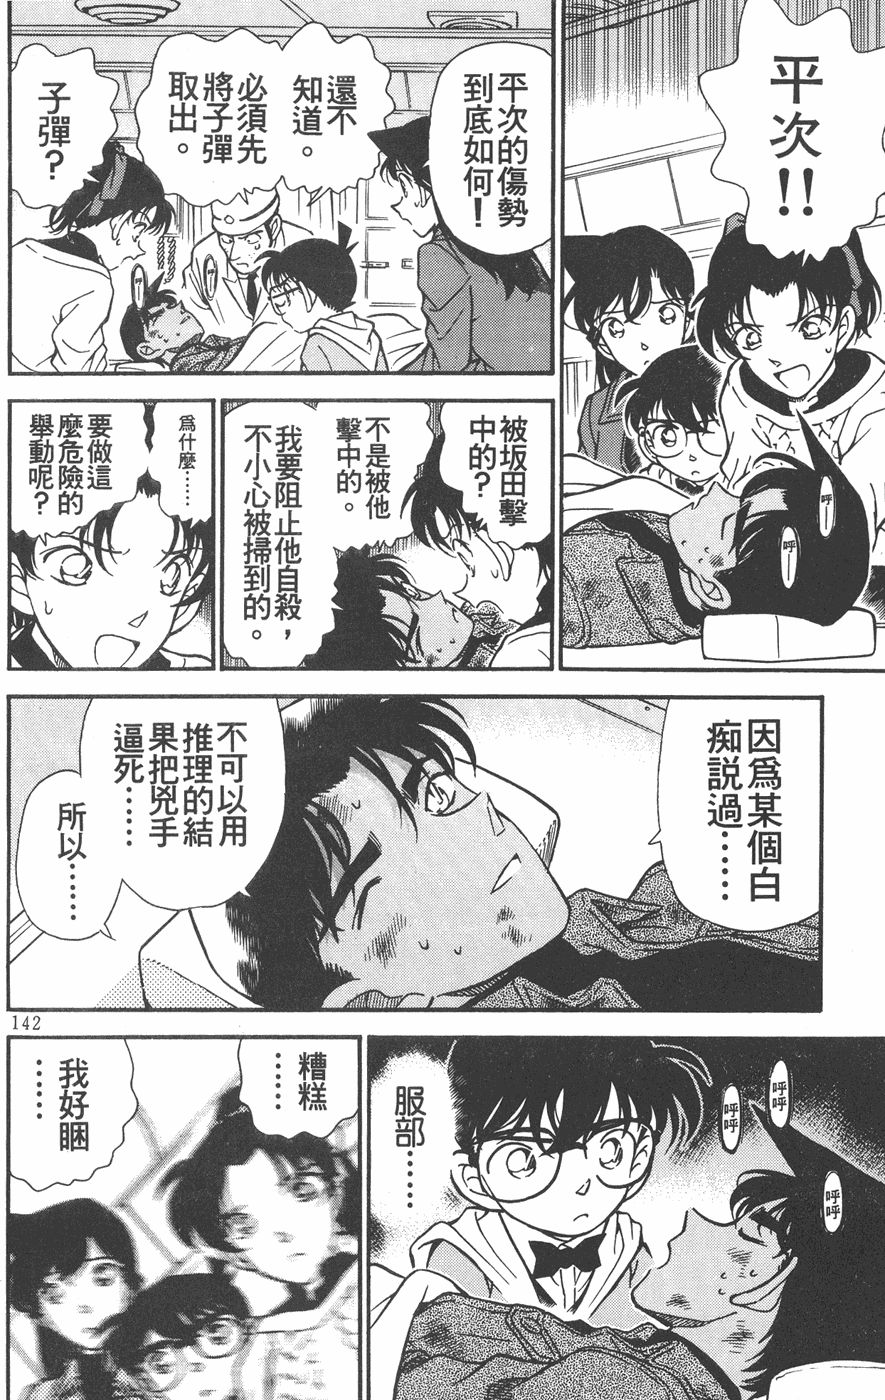 平次!!
呼
呼
平次的傷勢
到底如何!
還不
知道。
必須先
將子彈
取出。
子彈?
呼
呼
被坂田擊
中的?
不是被他
擊中的。
我要阻止他自殺,
不小心被掃到的。
為什麼……
要做這
麼危險的
舉動呢?
因為某個白
痴說過……
不可以用
推理的結
果把兇手
逼死……
所以……
142
呼呼
呼呼
呼呼
服部……
糟糕
……
我好睏
……